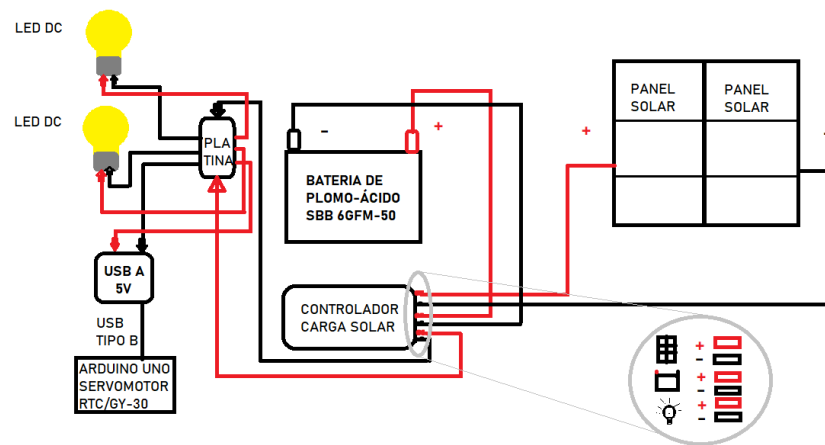 LED DC
LED DC
PLA
TINA
USB A
5V
USB
TIPO B
ARDUINO UNO
SERVOMOTOR
RTC/GY-30
-
+
BATERIA DE
PLOMO-ÁCIDO
SBB 6GFM-50
CONTROLADOR
CARGA SOLAR
+
PANEL
SOLAR
PANEL
SOLAR
-
+
-
+
-
+
-